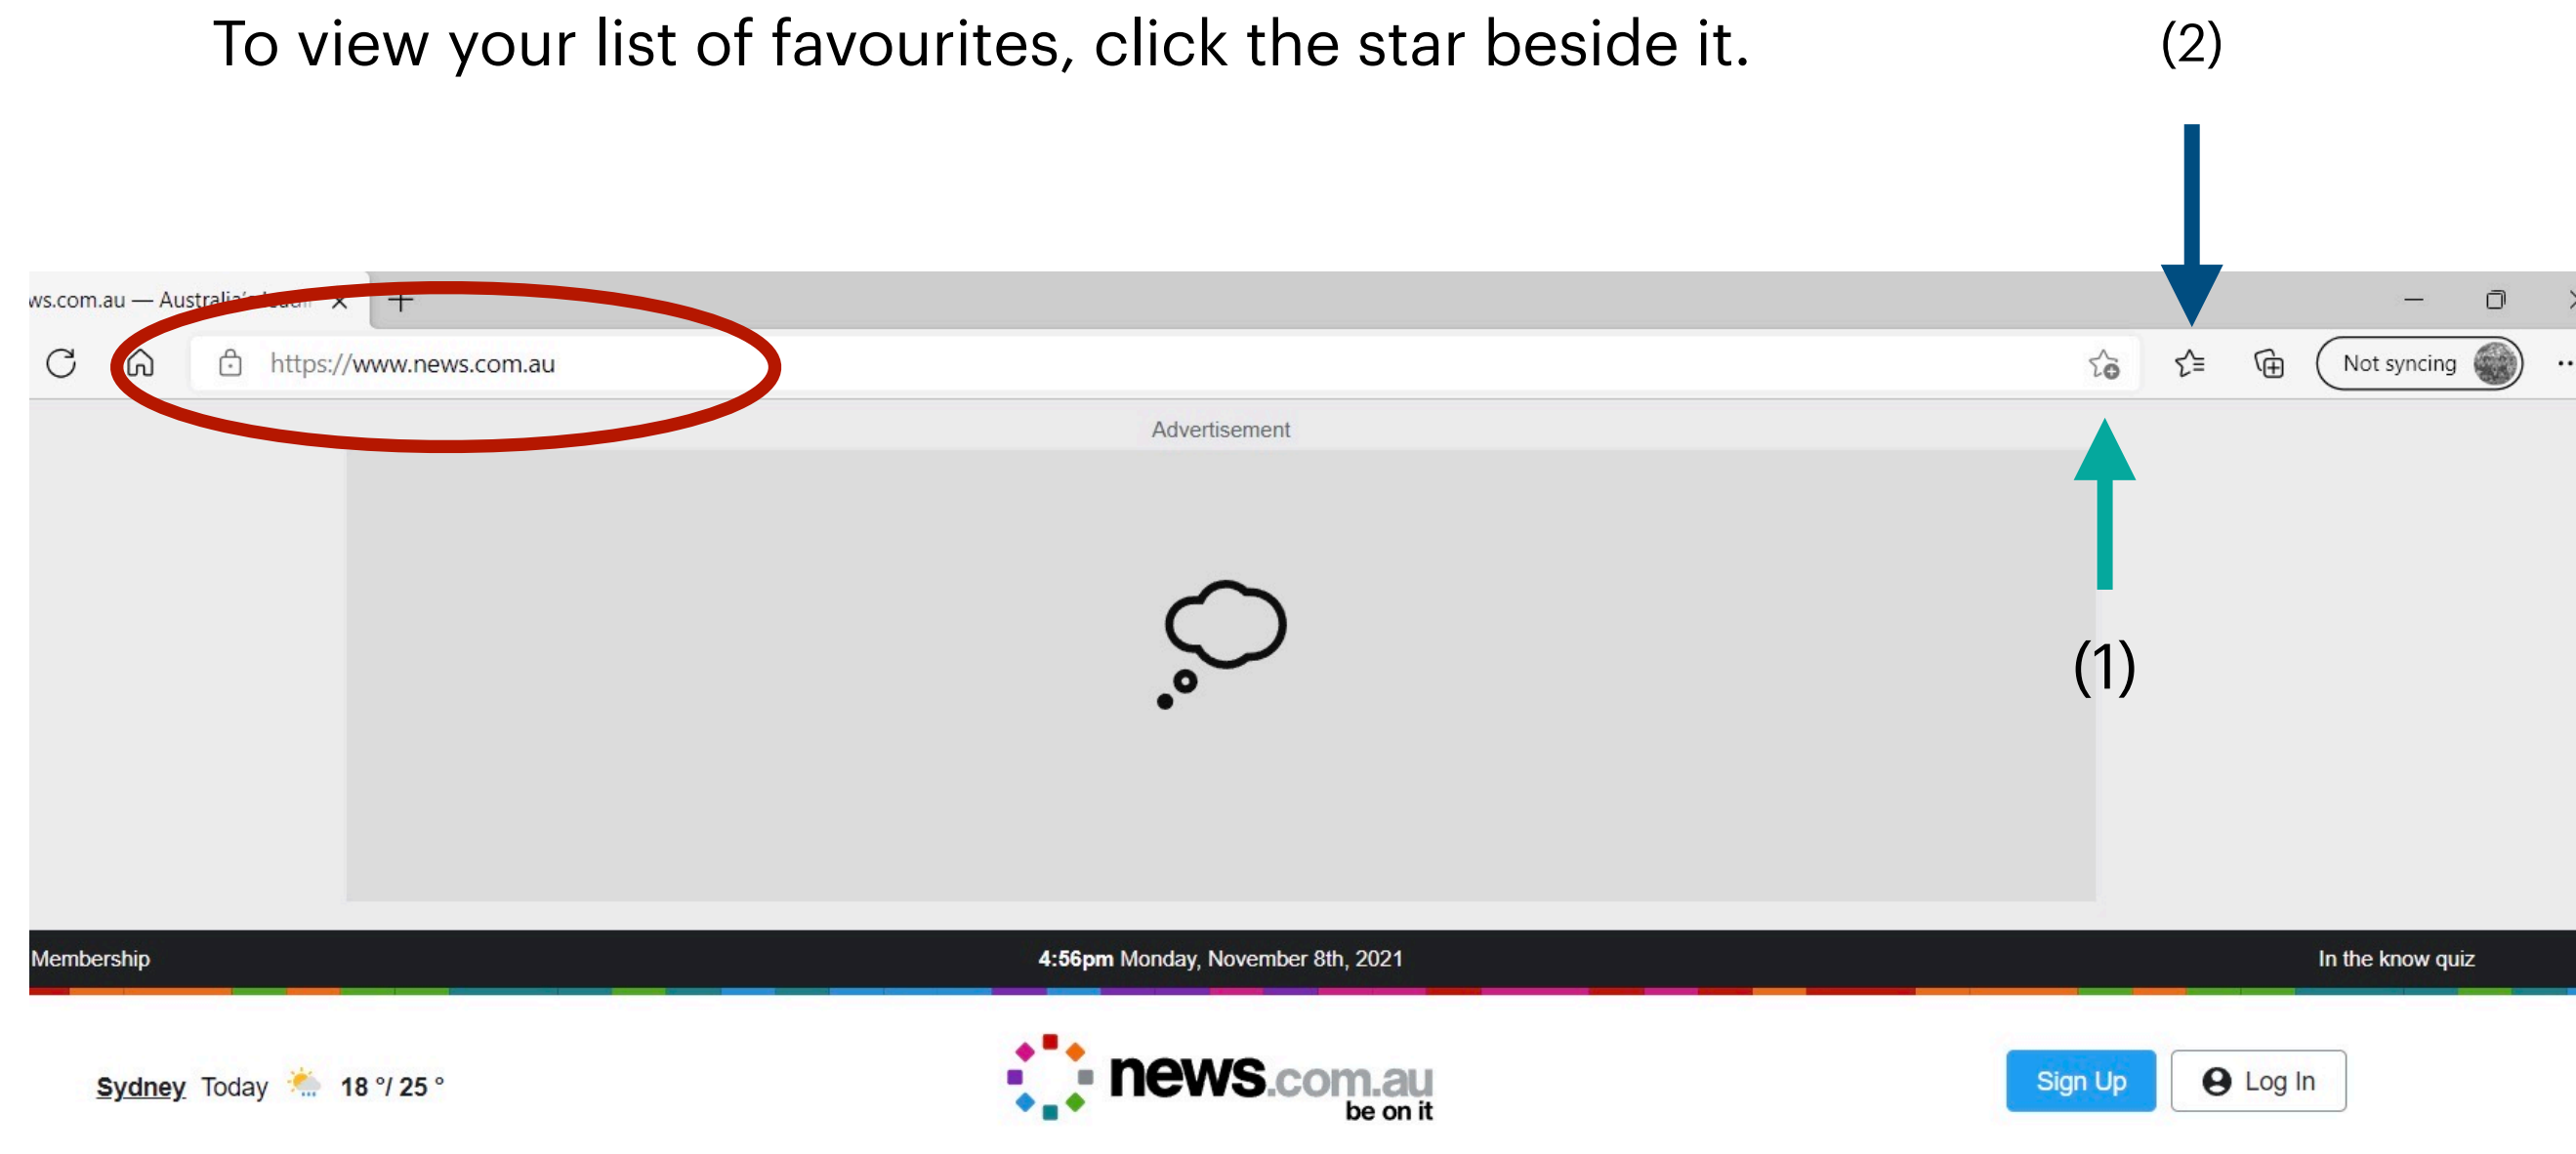 To view your list of favourites, click the star beside it.
(2)
ws.com.au — Australia's
https://www.news.com.au
Not syncing
Advertisement
(1)
Membership
4:56pm Monday, November 8th, 2021
In the know quiz
Sydney Today 18 °/ 25 °
news.com.au
be on it
Sign Up
Log In